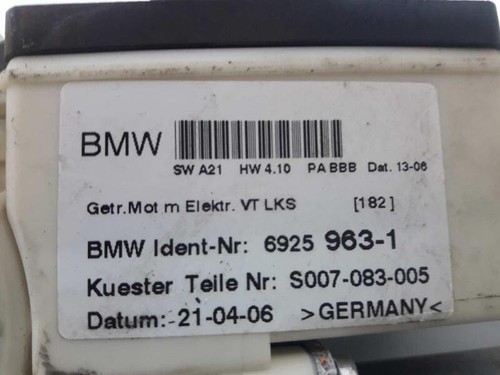 BMW
SW A21 HW 4.10 PA BBB Dat. 13-06
Getr.Mot m Elektr. VT LKS [182]
BMW Ident-Nr: 6925 963-1
Kuester Teile Nr: S007-083-005
Datum: 21-04-06 >GERMANY<